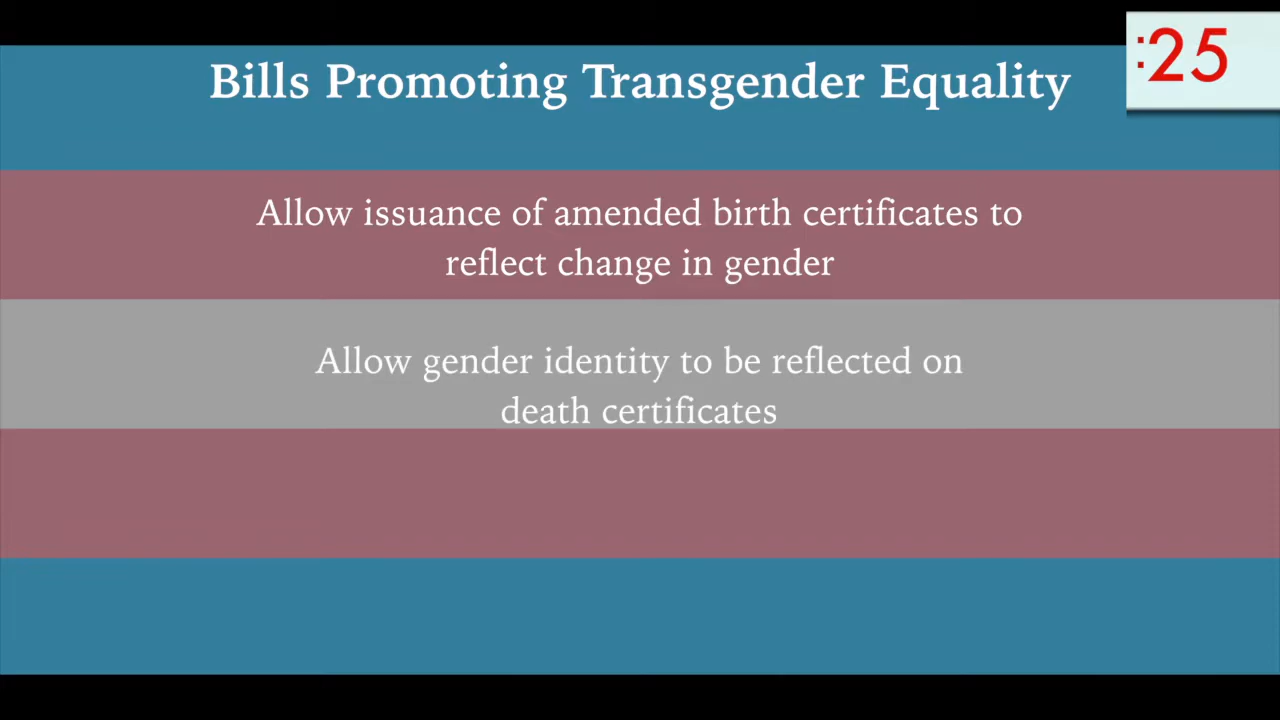 Bills Promoting Transgender Equality
:25
Allow issuance of amended birth certificates to
reflect change in gender
Allow gender identity to be reflected on
death certificates